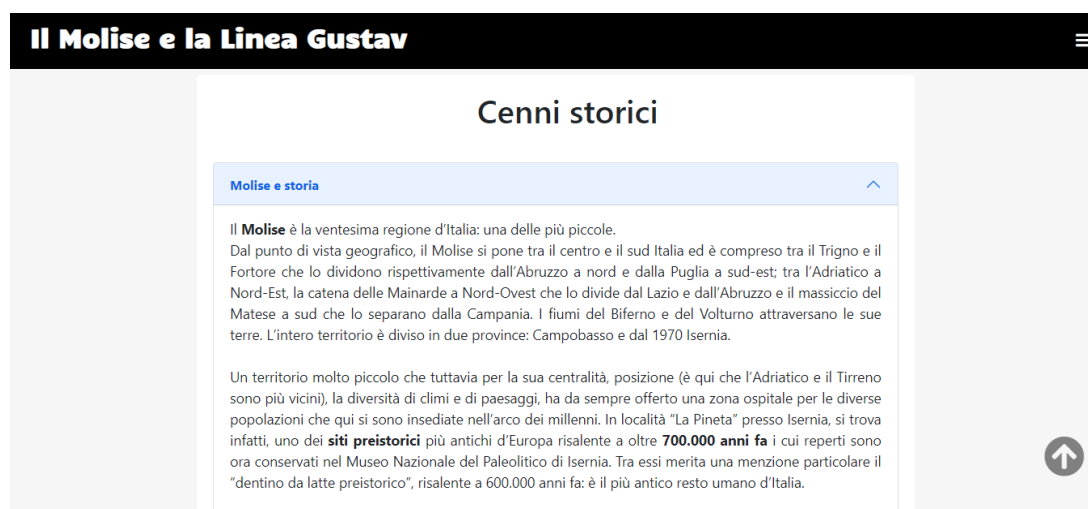 Il Molise e la Linea Gustav
Cenni storici
Molise e storia
Il Molise è la ventesima regione d’Italia: una delle più piccole.
Dal punto di vista geografico, il Molise si pone tra il centro e il sud Italia ed è compreso tra il Trigno e il
Fortore che lo dividono rispettivamente dall’Abruzzo a nord e dalla Puglia a sud-est; tra l’Adriatico a
Nord-Est, la catena delle Mainarde a Nord-Ovest che lo divide dal Lazio e dall’Abruzzo e il massiccio del
Matese a sud che lo separano dalla Campania. I fiumi del Biferno e del Volturno attraversano le sue
terre. L’intero territorio è diviso in due province: Campobasso e dal 1970 Isernia.
Un territorio molto piccolo che tuttavia per la sua centralità, posizione (è qui che l’Adriatico e il Tirreno
sono più vicini), la diversità di climi e di paesaggi, ha da sempre offerto una zona ospitale per le diverse
popolazioni che qui si sono insediate nell’arco dei millenni. In località “La Pineta” presso Isernia, si trova
infatti, uno dei siti preistorici più antichi d’Europa risalente a oltre 700.000 anni fa i cui reperti sono
ora conservati nel Museo Nazionale del Paleolitico di Isernia. Tra essi merita una menzione particolare il
“dentino da latte preistorico”, risalente a 600.000 anni fa: è il più antico resto umano d’Italia.